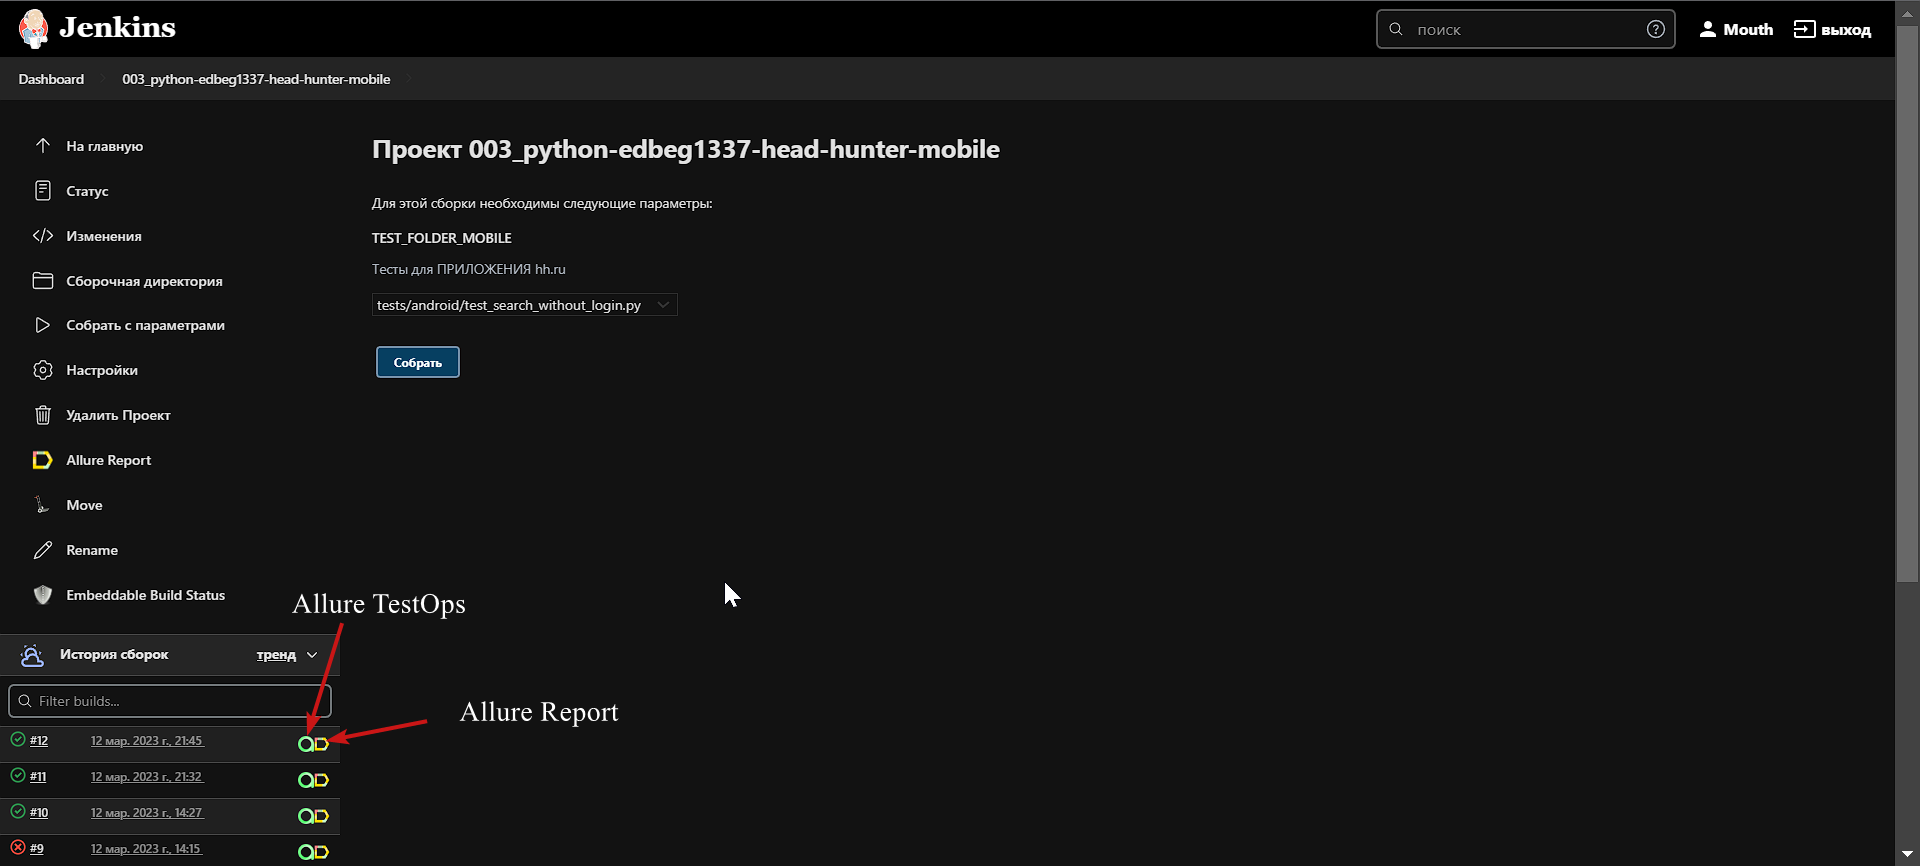 Jenkins
поиск
Mouth
выход
Dashboard
003_python-edbeg1337-head-hunter-mobile
На главную
Статус
Изменения
Сборочная директория
Собрать с параметрами
Настройки
Удалить Проект
Allure Report
Move
Rename
Embeddable Build Status
Проект 003_python-edbeg1337-head-hunter-mobile
Для этой сборки необходимы следующие параметры:
TEST_FOLDER_MOBILE
Тесты для ПРИЛОЖЕНИЯ hh.ru
tests/android/test_search_without_login.py
Собрать
Allure TestOps
История сборок
тренд
Filter builds...
Allure Report
#12 12 мар. 2023 г., 21:45
#11 12 мар. 2023 г., 21:32
#10 12 мар. 2023 г., 14:27
#9 12 мар. 2023 г., 14:15